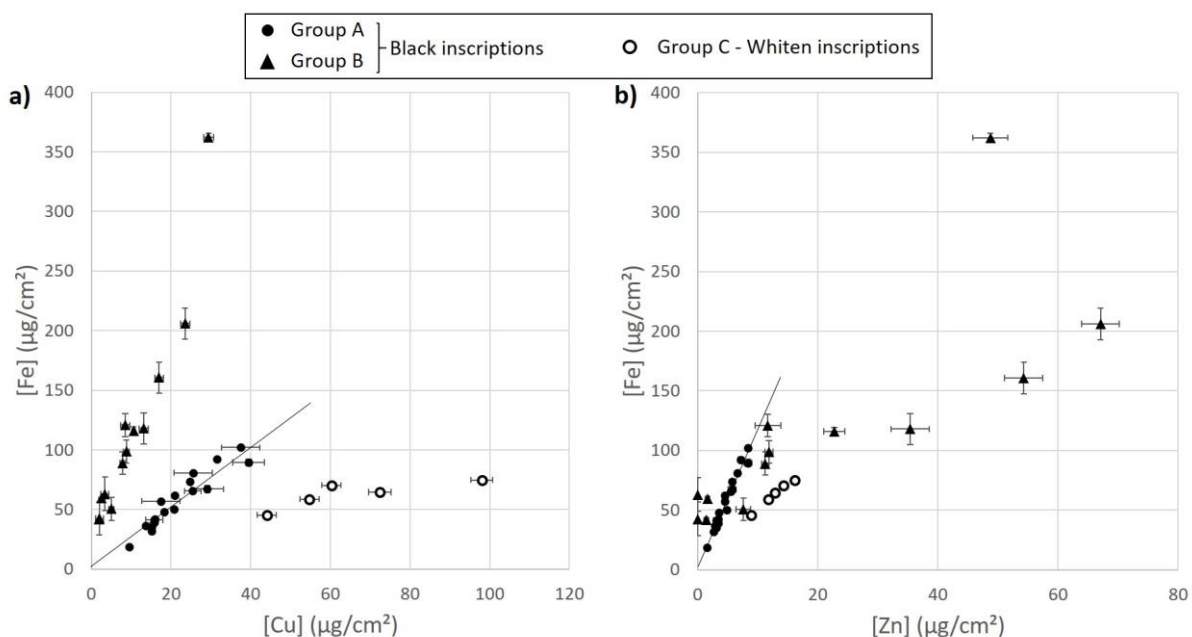 Group A
Group B
Black inscriptions
Group C - Whiten inscriptions
a)
400
350
300
250
200
150
100
50
0
[Fe] (µg/cm²)
0 20 40 60 80 100 120
[Cu] (µg/cm²)
b)
400
350
300
250
200
150
100
50
0
[Fe] (µg/cm²)
0 20 40 60 80
[Zn] (µg/cm²)